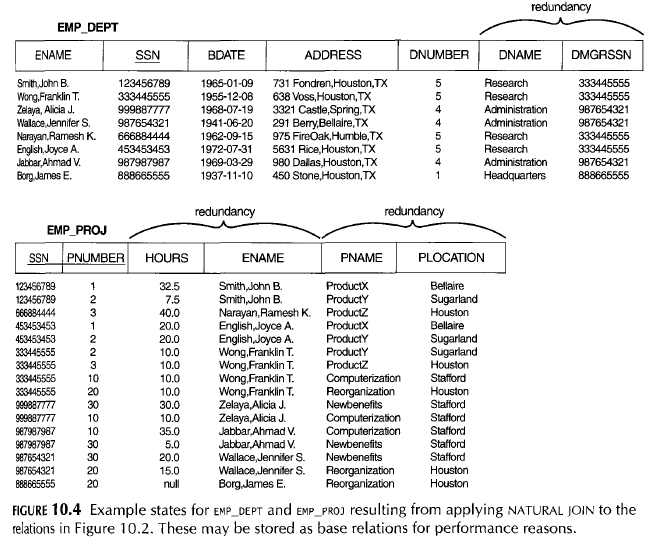 redundancy
EMP_DEPT
ENAME SSN BDATE ADDRESS DNUMBER DNAME DMGRSSN
Smith,John B. 123456789 1965-01-09 731 Fondren,Houston,TX 5 Research 333445555
Wong,Franklin T. 333445555 1955-12-08 638 Voss,Houston,TX 5 Research 333445555
Zelaya, Alicia J. 999887777 1968-07-19 3321 Castle,Spring,TX 4 Administration 987654321
Wallace,Jennifer S. 987654321 1941-06-20 291 Berry,Bellaire,TX 4 Administration 987654321
Narayan,Ramesh K. 666884444 1962-09-15 975 FireOak,Humble,TX 5 Research 333445555
English,Joyce A. 453453453 1972-07-31 5631 Rice,Houston,TX 5 Research 333445555
Jabbar,Ahmad V. 987987987 1969-03-29 980 Dallas,Houston,TX 4 Administration 987654321
Borg,James E. 888665555 1937-11-10 450 Stone,Houston,TX 1 Headquarters 888665555
redundancy redundancy
EMP_PROJ
SSN PNUMBER HOURS ENAME PNAME PLOCATION
123456789 1 32.5 Smith,John B. ProductX Bellaire
123456789 2 7.5 Smith,John B. ProductY Sugarland
666884444 3 40.0 Narayan,Ramesh K. ProductZ Houston
453453453 1 20.0 English,Joyce A. ProductX Bellaire
453453453 2 20.0 English,Joyce A. ProductY Sugarland
333445555 2 10.0 Wong,Franklin T. ProductY Sugarland
333445555 3 10.0 Wong,Franklin T. ProductZ Houston
333445555 10 10.0 Wong,Franklin T. Computerization Stafford
333445555 20 10.0 Wong,Franklin T. Reorganization Houston
999887777 30 30.0 Zelaya,Alicia J. Newbenefits Stafford
999887777 10 10.0 Zelaya,Alicia J. Computerization Stafford
987987987 10 35.0 Jabbar,Ahmad V. Computerization Stafford
987987987 30 5.0 Jabbar,Ahmad V. Newbenefits Stafford
987654321 30 20.0 Wallace,Jennifer S. Newbenefits Stafford
987654321 20 15.0 Wallace,Jennifer S. Reorganization Houston
888665555 20 null Borg,James E. Reorganization Houston
FIGURE 10.4 Example states for EMP_DEPT and EMP_PROJ resulting from applying NATURAL JOIN to the
relations in Figure 10.2. These may be stored as base relations for performance reasons.